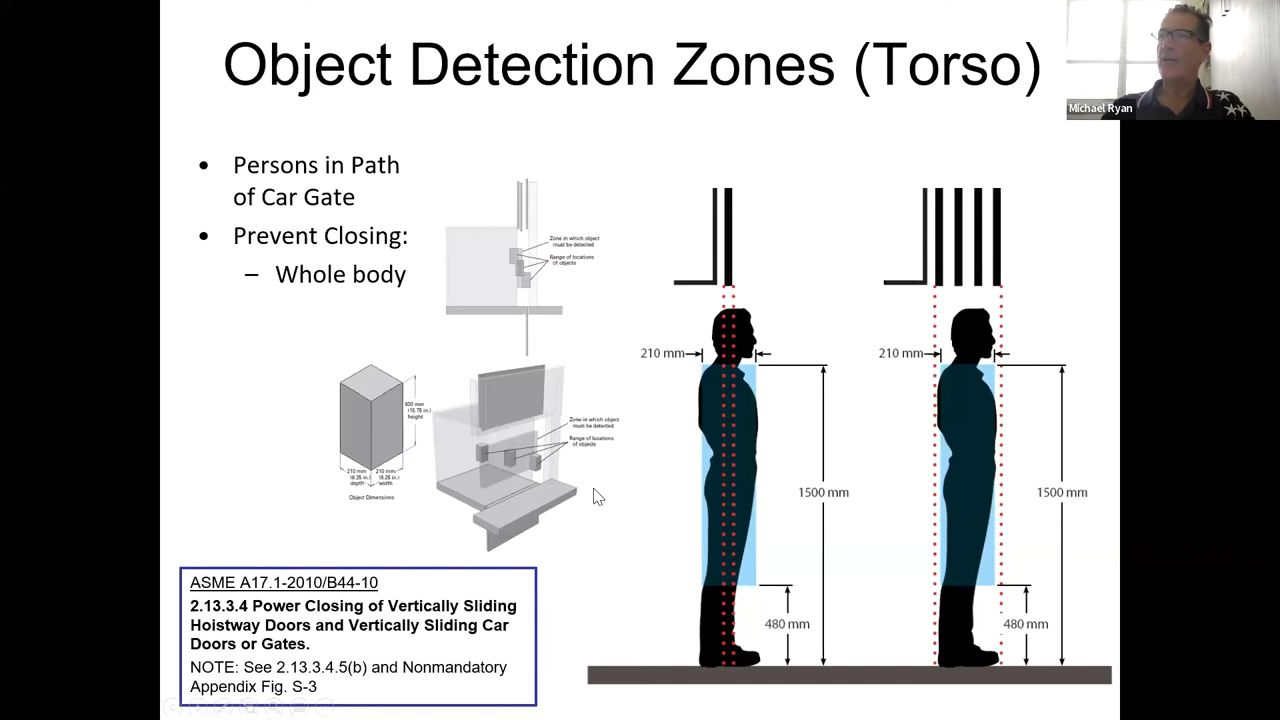 Object Detection Zones (Torso)
Michael Ryan
• Persons in Path
of Car Gate
• Prevent Closing:
– Whole body
Zone in which object
must be detected
Range of locations
of objects
400 mm
(15.75 in.)
height
210 mm
(8.25 in.)
depth
210 mm
(8.25 in.)
width
Object Dimensions
Zone in which object
must be detected
Range of locations
of objects
210 mm
1500 mm
480 mm
210 mm
1500 mm
480 mm
ASME A17.1-2010/B44-10
2.13.3.4 Power Closing of Vertically Sliding
Hoistway Doors and Vertically Sliding Car
Doors or Gates.
NOTE: See 2.13.3.4.5(b) and Nonmandatory
Appendix Fig. S-3